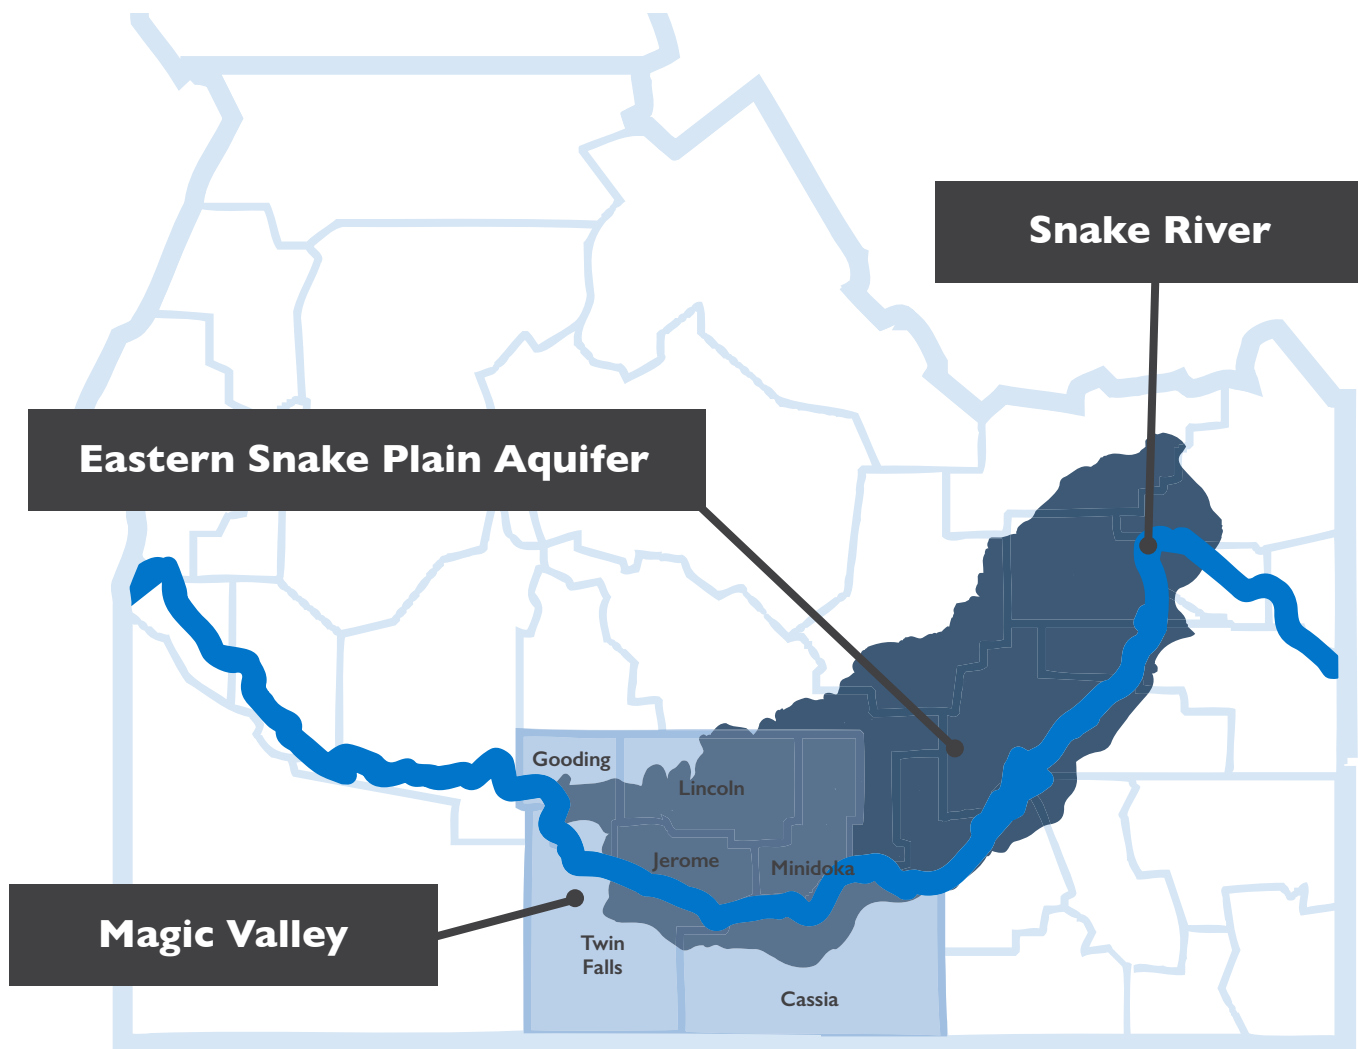 Snake River
Eastern Snake Plain Aquifer
Gooding
Lincoln
Jerome
Minidoka
Magic Valley
Twin
Falls
Cassia